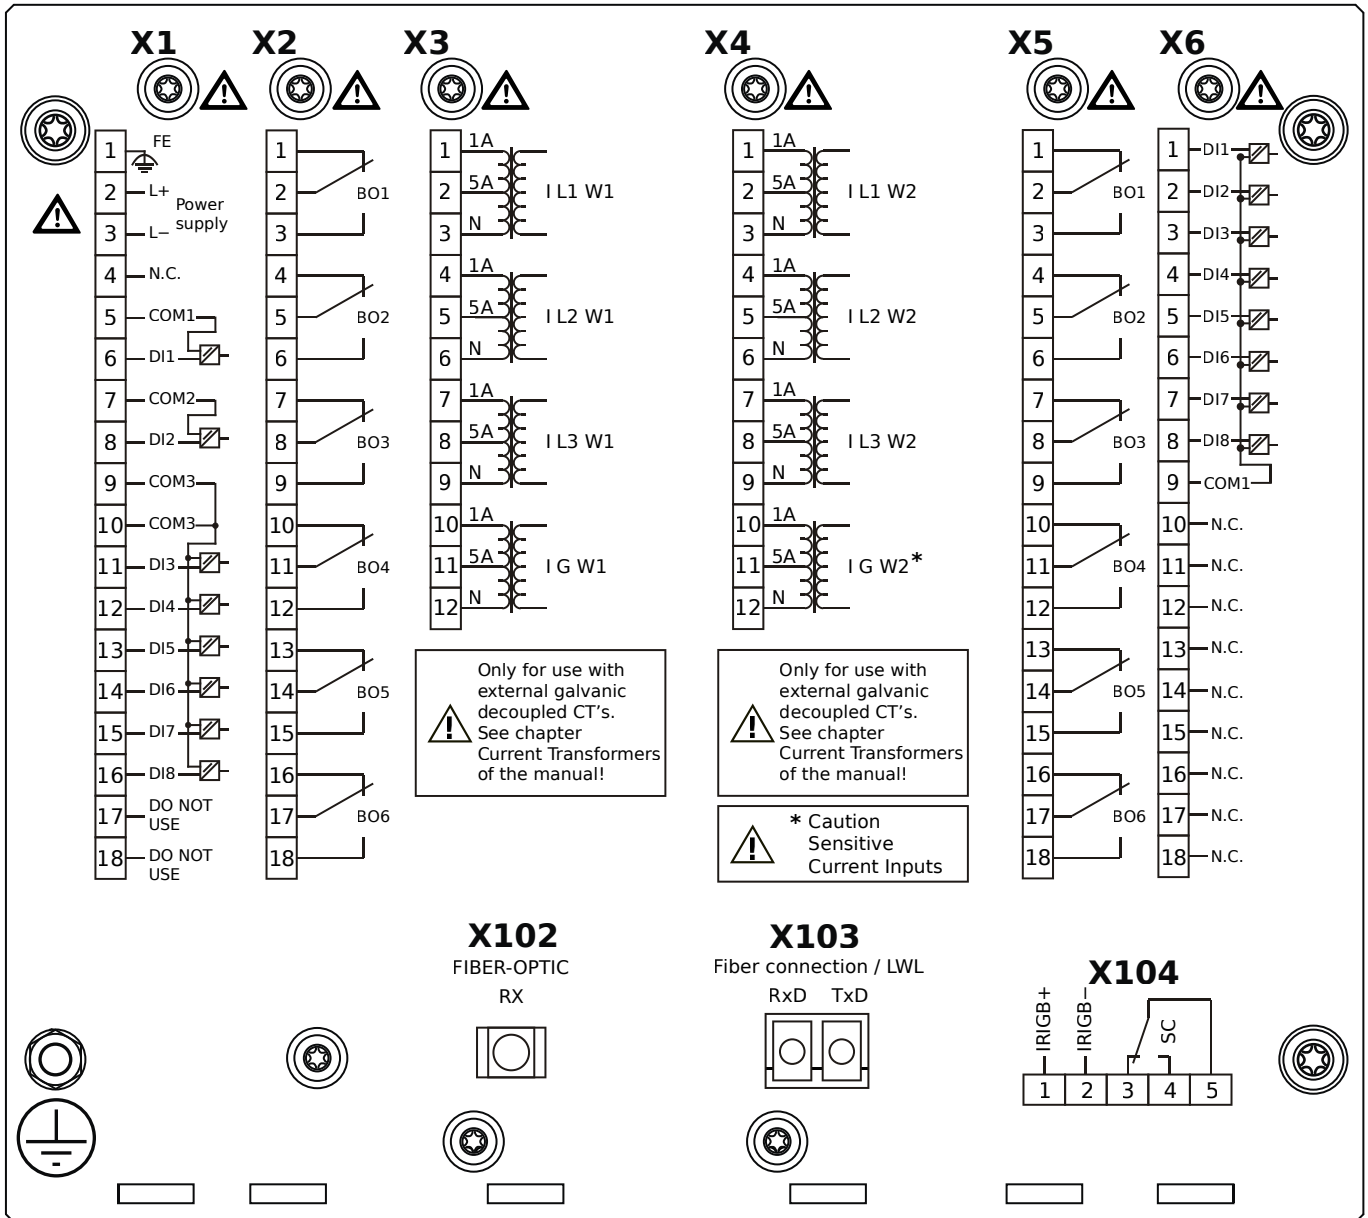 X1
1 FE
2 L+
Power
supply
3 L−
4 N.C.
5 COM1
6 DI1
7 COM2
8 DI2
9 COM3
10 COM3
11 DI3
12 DI4
13 DI5
14 DI6
15 DI7
16 DI8
17 DO NOT
USE
18 DO NOT
USE
X2
1
2 BO1
3
4
5 BO2
6
7
8 BO3
9
10
11 BO4
12
13
14 BO5
15
16
17 BO6
18
X3
1 1A
2 5A I L1 W1
3 N
4 1A
5 5A I L2 W1
6 N
7 1A
8 5A I L3 W1
9 N
10 1A
11 5A I G W1
12 N
Only for use with
external galvanic
decoupled CT's.
See chapter
Current Transformers
of the manual!
X4
1 1A
2 5A I L1 W2
3 N
4 1A
5 5A I L2 W2
6 N
7 1A
8 5A I L3 W2
9 N
10 1A
11 5A I G W2*
12 N
Only for use with
external galvanic
decoupled CT's.
See chapter
Current Transformers
of the manual!
* Caution
Sensitive
Current Inputs
X5
1
2 BO1
3
4
5 BO2
6
7
8 BO3
9
10
11 BO4
12
13
14 BO5
15
16
17 BO6
18
X6
1 DI1
2 DI2
3 DI3
4 DI4
5 DI5
6 DI6
7 DI7
8 DI8
9 COM1
10 N.C.
11 N.C.
12 N.C.
13 N.C.
14 N.C.
15 N.C.
16 N.C.
17 N.C.
18 N.C.
X102
FIBER-OPTIC
RX
X103
Fiber connection / LWL
RxD TxD
X104
IRIGB+
IRIGB−
SC
1 2 3 4 5